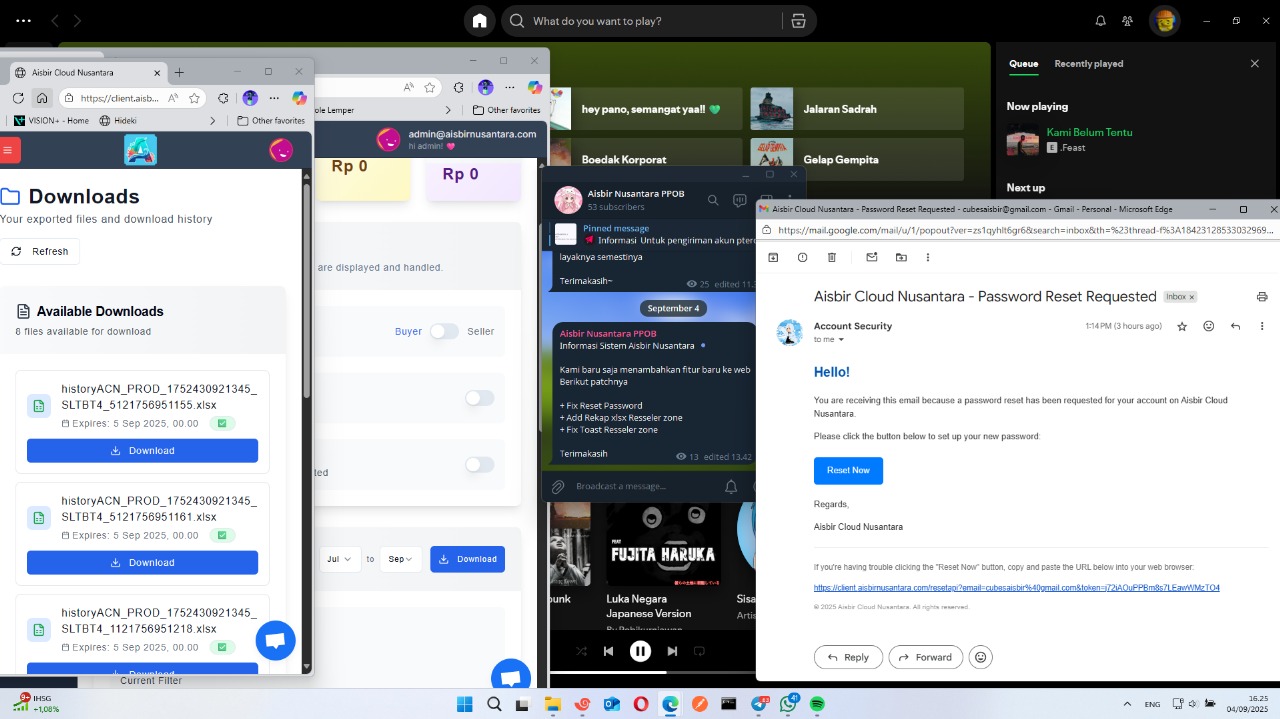 What do you want to play?
Queue
Recently played
Now playing
Kami Belum Tentu
E .Feast
Next up
hey pano, semangat yaa!! 💚
Jalaran Sadrah
Boedak Korporat
Gelap Gempita
Aisbir Cloud Nusantara
https://client.aisb...
VISION+ - Home
Inbox
Other favorites
ole Lemper
Other favorites
admin@aisbirnusantara.com
hi admin! ❤️
Rp 0
Rp 0
Downloads
Your exported files and download history
Refresh
are displayed and handled.
Available Downloads
8 files available for download
Buyer
Seller
historyACN_PROD_1752430921345_
SLTBT4_5121756951155.xlsx
Expires: 5 Sep 2025, 00.00
Download
historyACN_PROD_1752430921345_
SLTBT4_5121756951161.xlsx
Expires: 5 Sep 2025, 00.00
Download
historyACN_PROD_1752430921345_
Expires: 5 Sep 2025, 00.00
Download
ted
Jul
to
Sep
Download
Current Filter
Aisbir Nusantara PPOB
53 subscribers
Pinned message
Informasi Untuk pengiriman akun ptero
layaknya semestinya
Terimakasih~
25 edited 11.3
September 4
Aisbir Nusantara PPOB
Informasi Sistem Aisbir Nusantara
Kami baru saja menambahkan fitur baru ke web
Berikut patchnya
+ Fix Reset Password
+ Add Rekap xlsx Resseler zone
+ Fix Toast Resseler zone
Terimakasih
13 edited 13.42
Broadcast a message...
FEAT
FUJITA HARUKA
unk
Luka Negara
Japanese Version
Sisa
Artis
Aisbir Cloud Nusantara - Password Reset Requested - cubesaisbir@gmail.com - Gmail - Personal - Microsoft Edge
https://mail.google.com/mail/u/1/popout?ver=zs1qyhlt6gr6&search=inbox&th=%23thread-f%3A18423128533032969...
Aisbir Cloud Nusantara - Password Reset Requested
Inbox x
Account Security
1:14 PM (3 hours ago)
to me
Hello!
You are receiving this email because a password reset has been requested for your account on Aisbir Cloud
Nusantara.
Please click the button below to set up your new password:
Reset Now
Regards,
Aisbir Cloud Nusantara
If you're having trouble clicking the "Reset Now" button, copy and paste the URL below into your web browser:
https://client.aisbirnusantara.com/resetapi?email=cubesaisbir%40gmail.com&token=j72iAOuPPBm8s7LEawWMzTO4
© 2025 Aisbir Cloud Nusantara. All rights reserved.
Reply
Forward
IHSG
+1,08%
ENG
16.25
04/09/2025